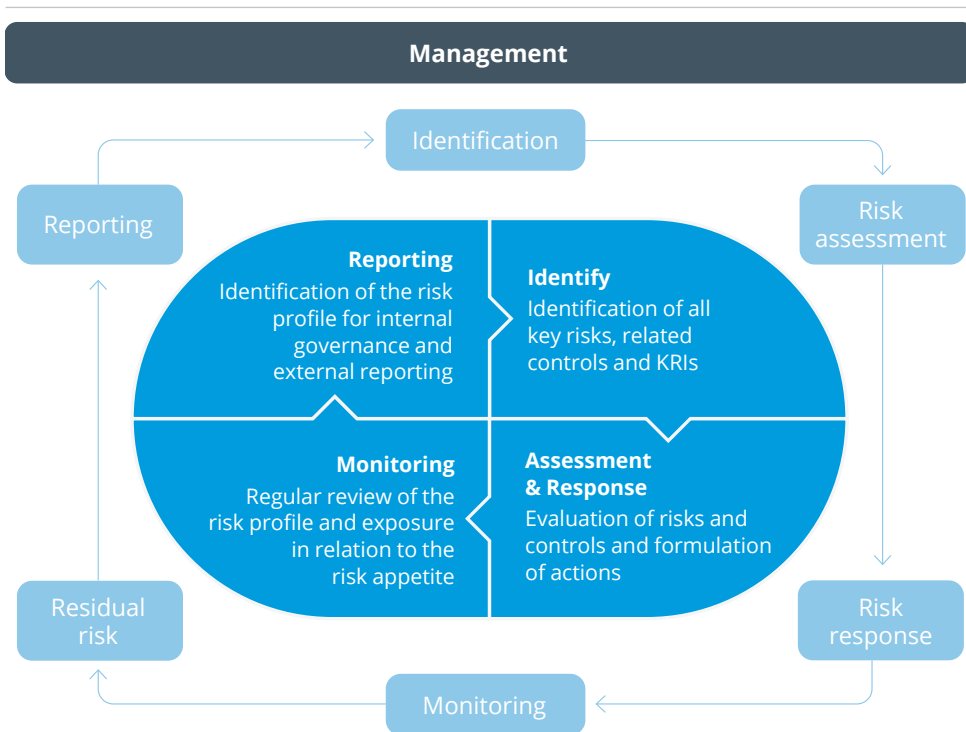 Management
Identification
Reporting
Risk
assessment
Reporting
Identification of the risk
profile for internal
governance and
external reporting
Identify
Identification of all
key risks, related
controls and KRIs
Monitoring
Regular review of the
risk profile and exposure
in relation to the
risk appetite
Assessment
& Response
Evaluation of risks and
controls and formulation
of actions
Residual
risk
Risk
response
Monitoring